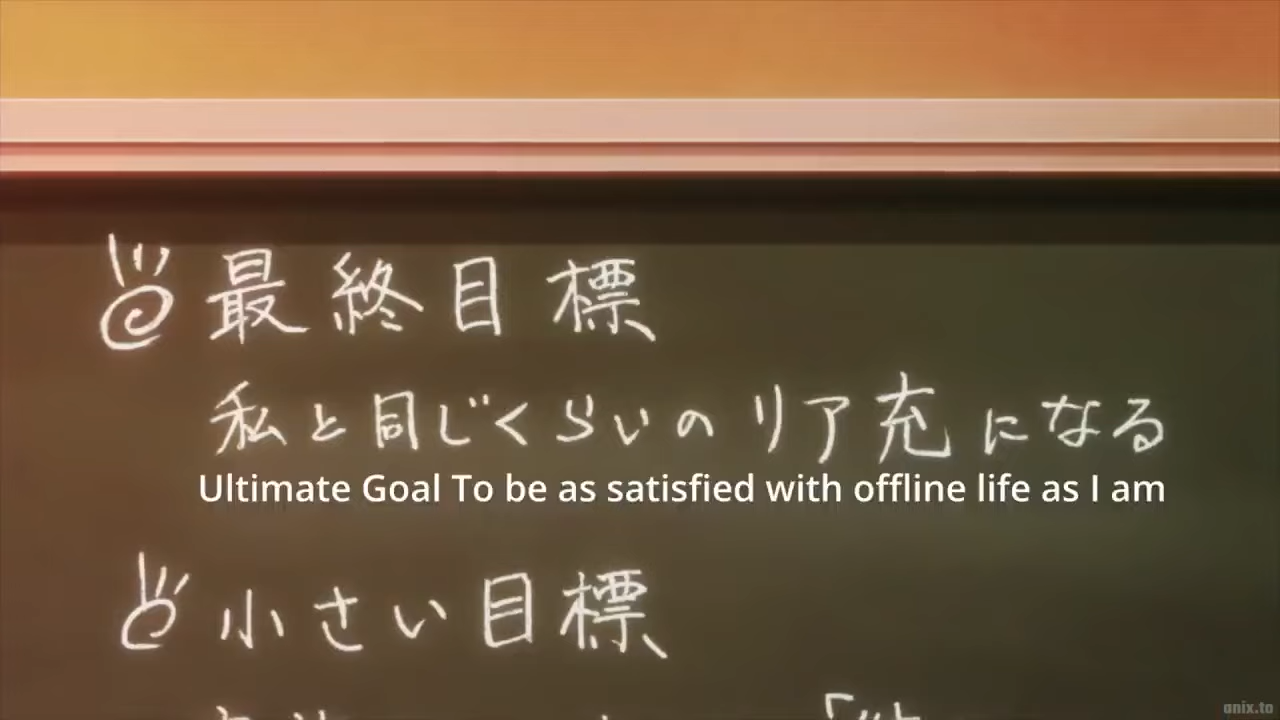 最終目標
私と同じくらいのリア充になる
Ultimate Goal To be as satisfied with offline life as I am
小さい目標
anix.to